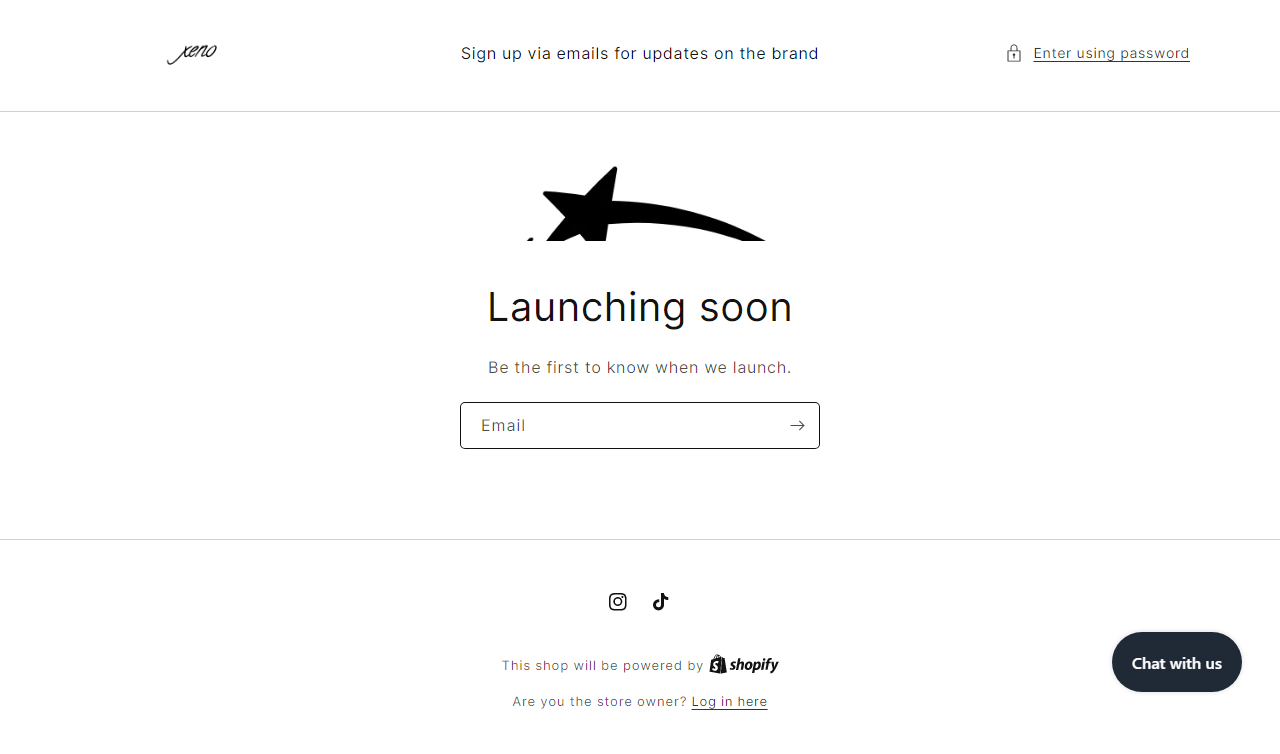 xeno
Sign up via emails for updates on the brand
Enter using password
Launching soon
Be the first to know when we launch.
Email
This shop will be powered by shopify
Chat with us
Are you the store owner? Log in here